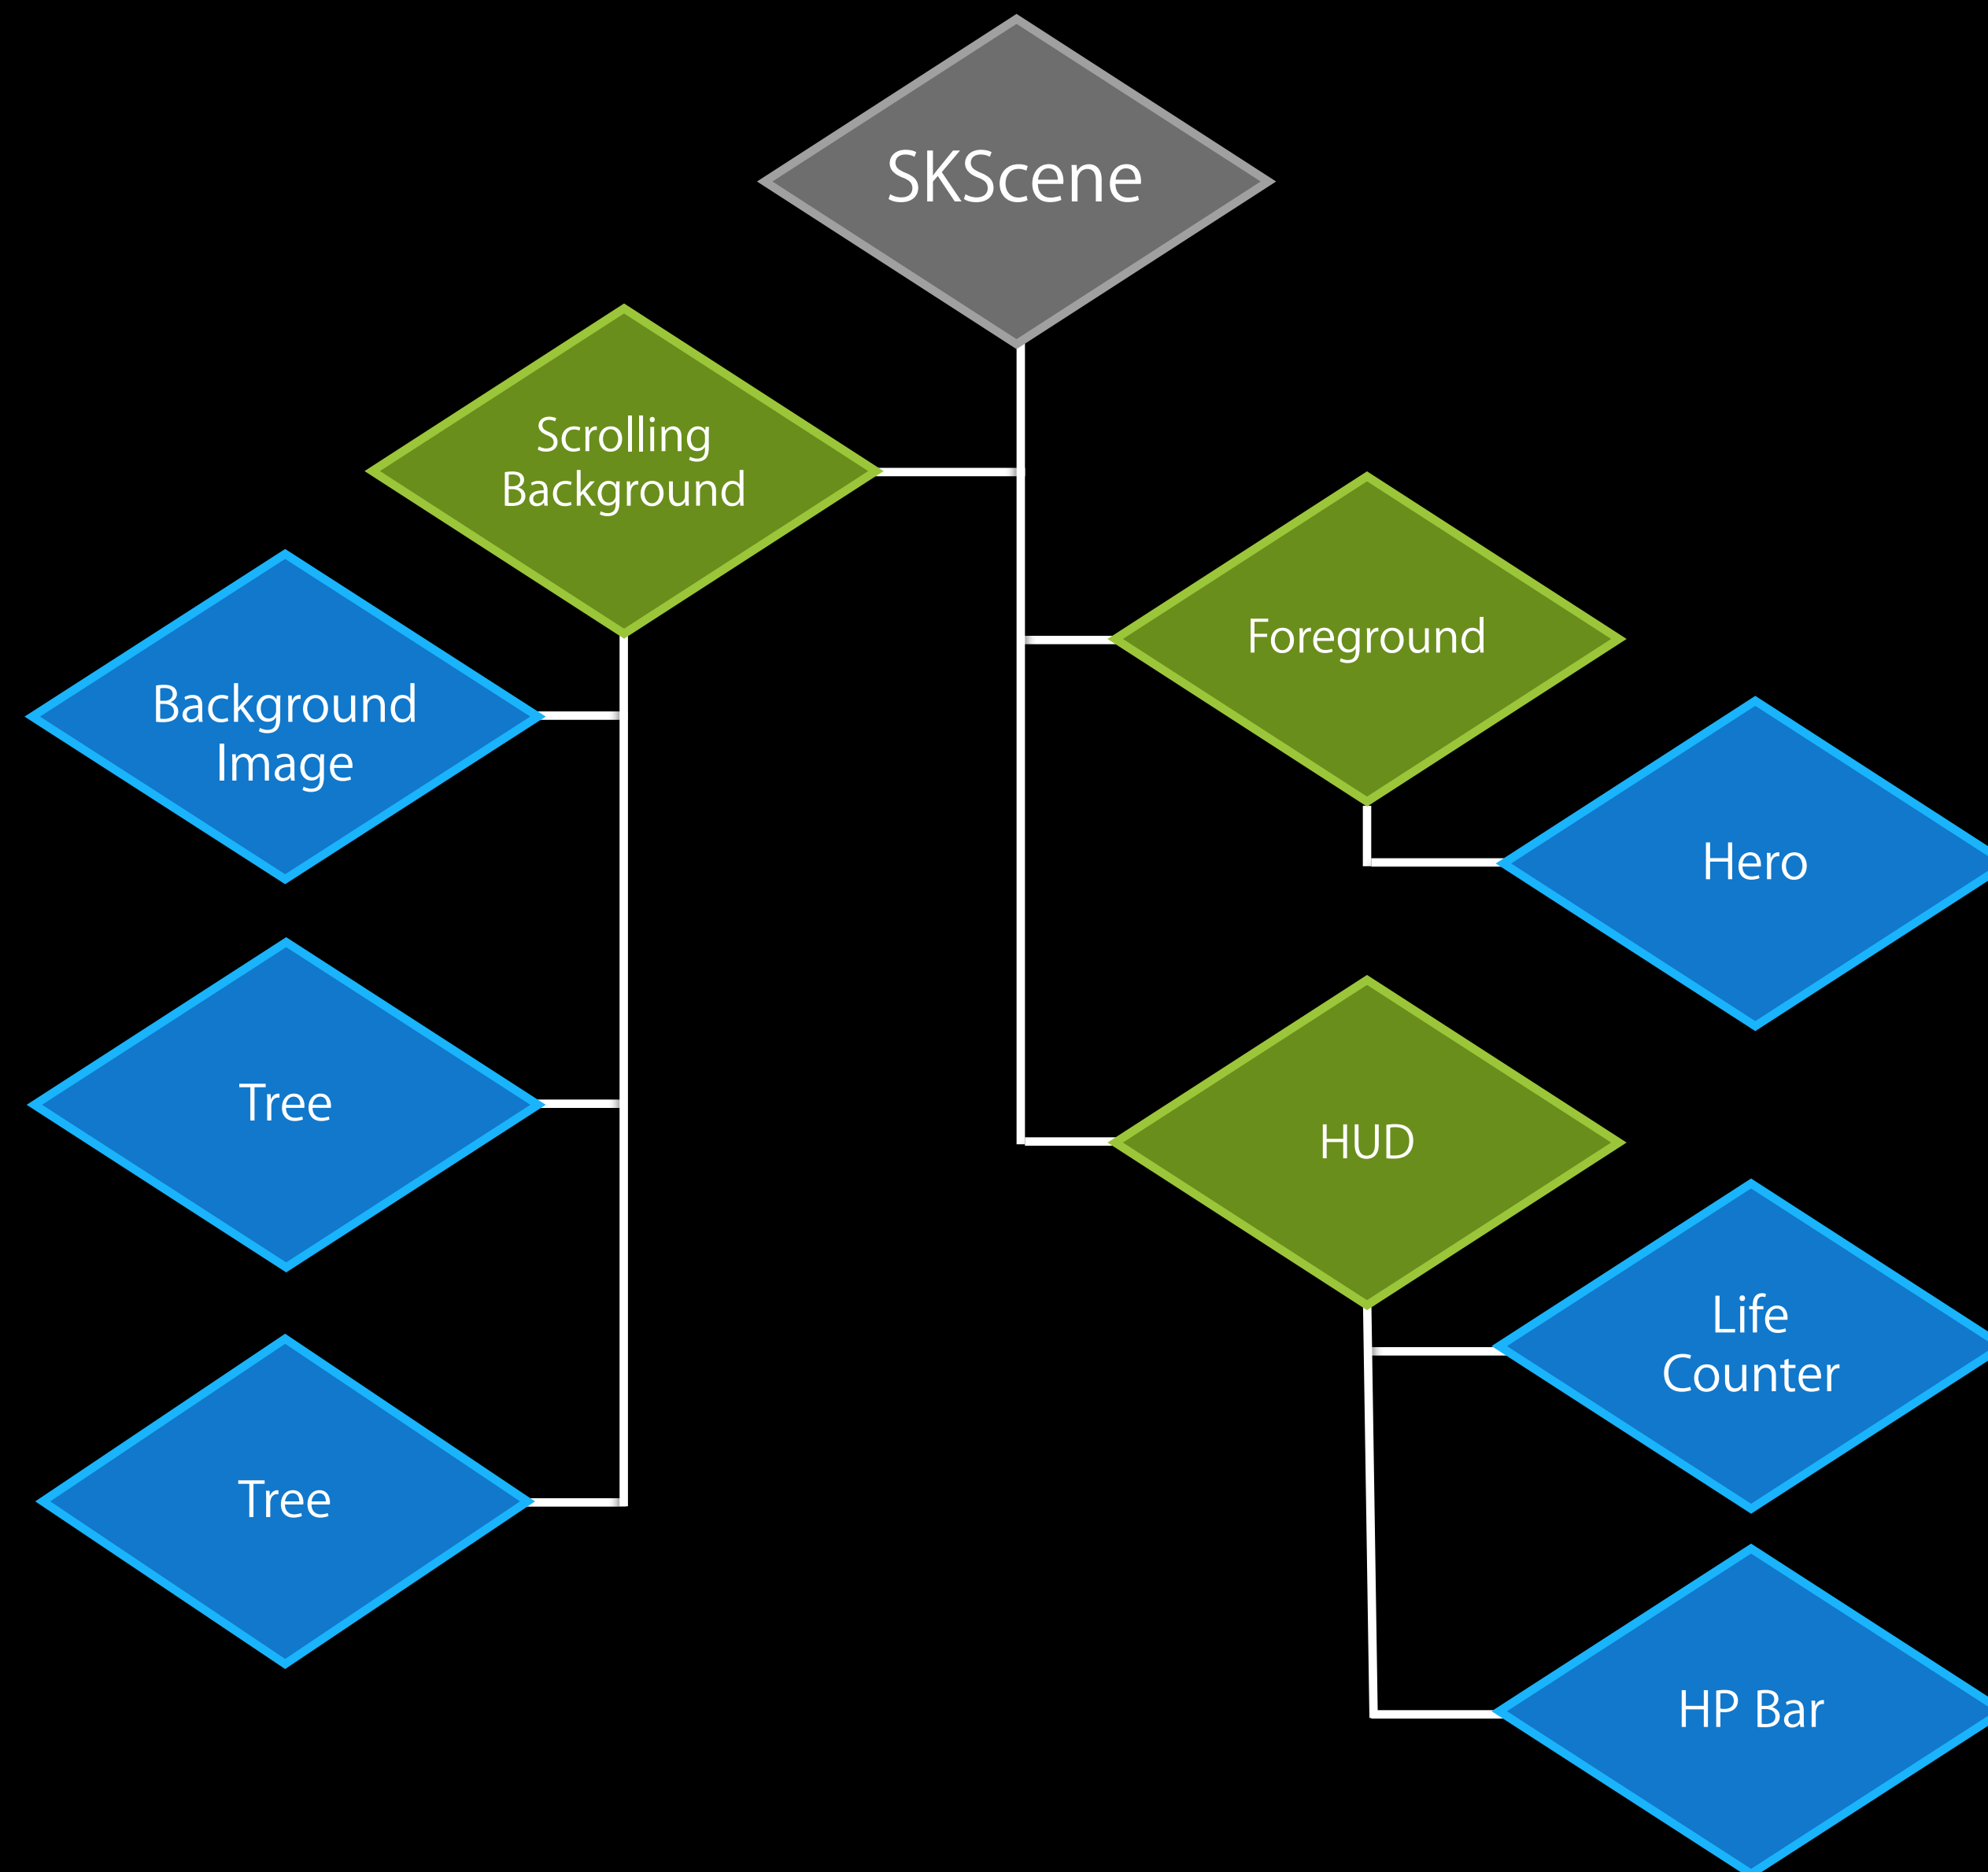 SKScene
Scrolling
Background
Foreground
Background
Image
Hero
Tree
HUD
Life
Counter
Tree
HP Bar